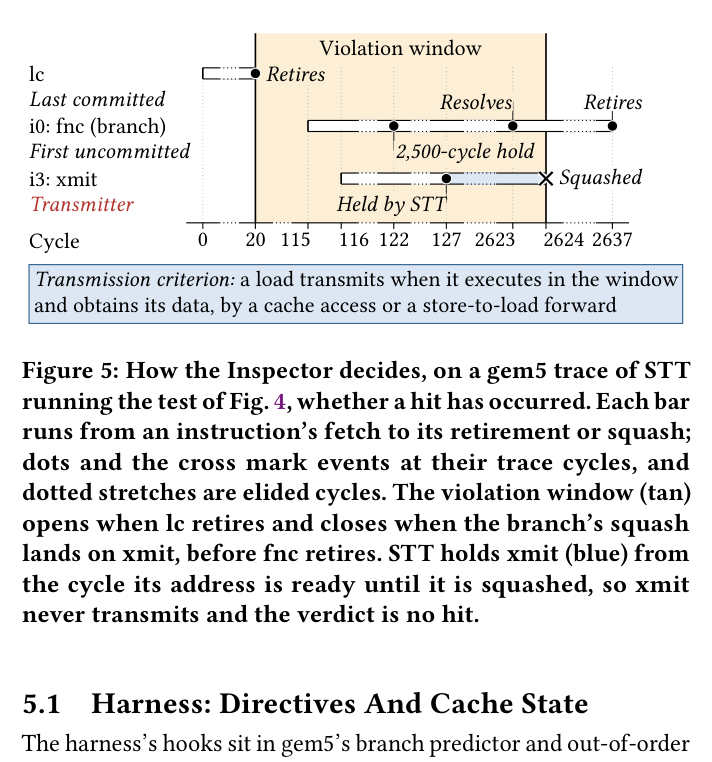 Violation window
lc
Retires
Last committed
Resolves
Retires
i0: fnc (branch)
First uncommitted
2,500-cycle hold
i3: xmit
Squashed
Transmitter
Held by STT
Cycle 0 20 115 116 122 127 2623 2624 2637
Transmission criterion: a load transmits when it executes in the window
and obtains its data, by a cache access or a store-to-load forward
Figure 5: How the Inspector decides, on a gem5 trace of STT
running the test of Fig. 4, whether a hit has occurred. Each bar
runs from an instruction’s fetch to its retirement or squash;
dots and the cross mark events at their trace cycles, and
dotted stretches are elided cycles. The violation window (tan)
opens when lc retires and closes when the branch’s squash
lands on xmit, before fnc retires. STT holds xmit (blue) from
the cycle its address is ready until it is squashed, so xmit
never transmits and the verdict is no hit.
5.1 Harness: Directives And Cache State
The harness’s hooks sit in gem5’s branch predictor and out-of-order